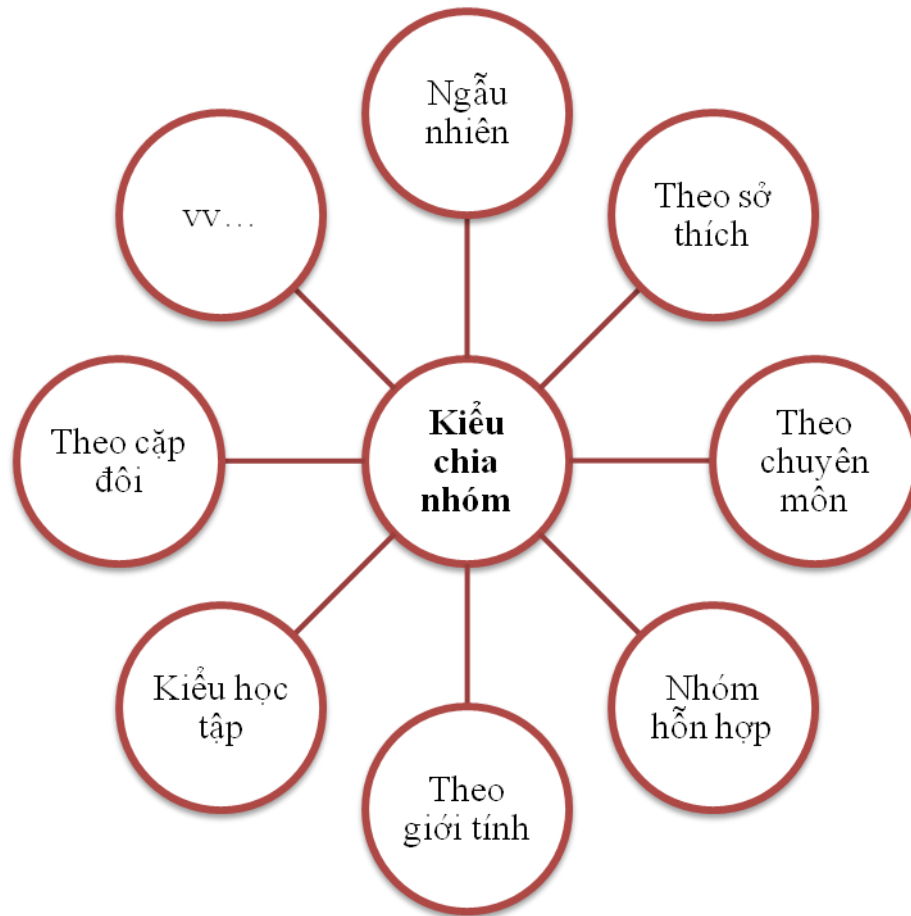 Ngẫu
nhiên
Theo sở
thích
Theo
chuyên
môn
Nhóm
hỗn hợp
Theo
giới tính
Kiểu học
tập
Theo cặp
đôi
vv…
Kiểu
chia
nhóm